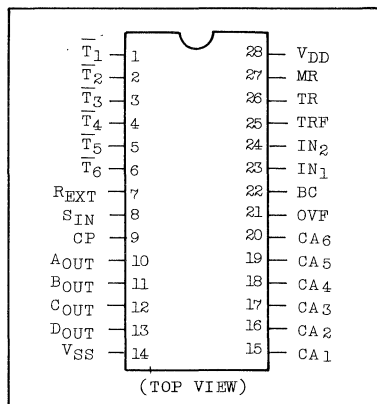 T̅₁ 1 28 VDD
T̅₂ 2 27 MR
T̅₃ 3 26 TR
T̅₄ 4 25 TRF
T̅₅ 5 24 IN₂
T̅₆ 6 23 IN₁
REXT 7 22 BC
SIN 8 21 OVF
CP 9 20 CA6
AOUT 10 19 CA5
BOUT 11 18 CA4
COUT 12 17 CA3
DOUT 13 16 CA2
VSS 14 15 CA1
(TOP VIEW)